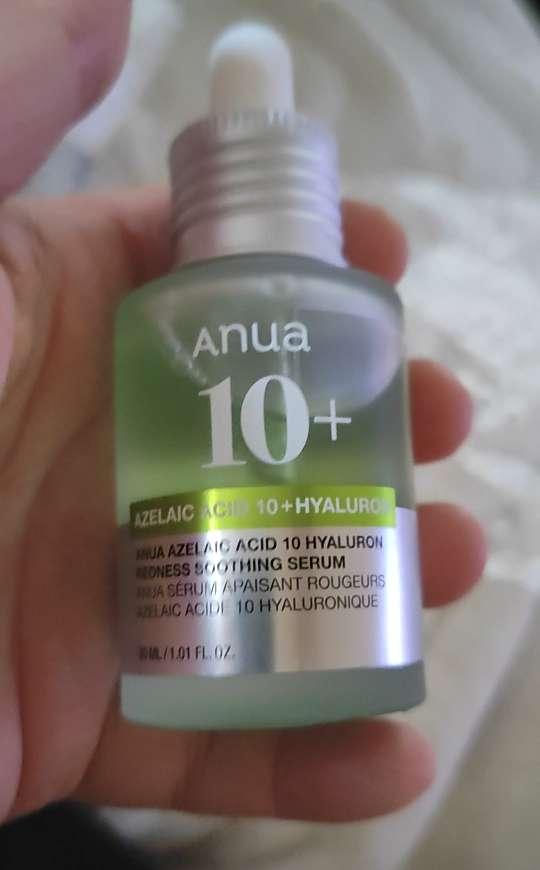 Anua
10+
AZELAIC ACID 10+HYALURON
ANUA AZELAIC ACID 10 HYALURON
REDNESS SOOTHING SERUM
ANUA SÉRUM APAISANT ROUGEURS
AZELAIC ACIDE 10 HYALURONIQUE
30 ML/1.01 FL. OZ.